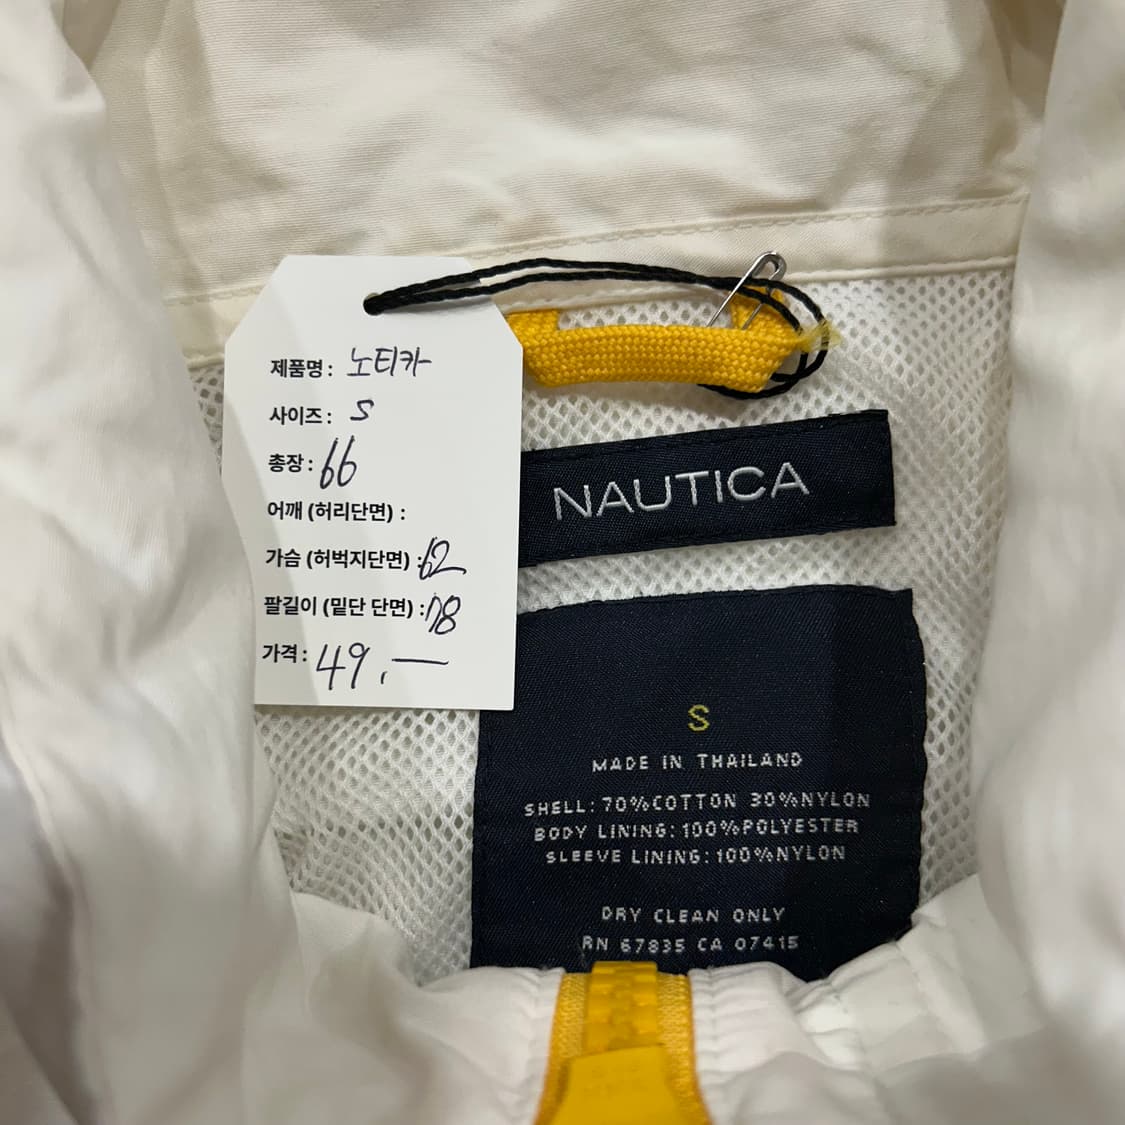 제품명: 노티카
사이즈: S
총장: 66
어깨 (허리단면) :
가슴 (허벅지단면) : 62
팔길이 (밑단 단면) : 78
가격: 49,—
NAUTICA
S
MADE IN THAILAND
SHELL: 70%COTTON 30%NYLON
BODY LINING: 100%POLYESTER
SLEEVE LINING: 100%NYLON
DRY CLEAN ONLY
RN 67835 CA 07415